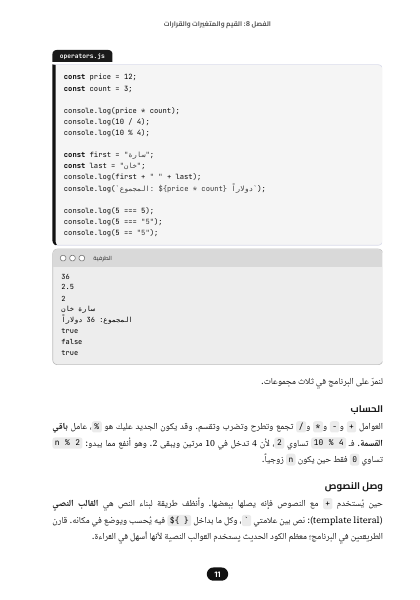 الفصل 8: القيم والمتغيرات والقرارات
operators.js
const price = 12;
const count = 3;
console.log(price * count);
console.log(10 / 4);
console.log(10 % 4);
const first = "سارة";
const last = "خان";
console.log(first + " " + last);
console.log(`المجموع: ${price * count} دولاراً`);
console.log(5 === 5);
console.log(5 === "5");
console.log(5 == "5");
الطرفية
36
2.5
2
سارة خان
المجموع: 36 دولاراً
true
false
true
لنمرّ على البرنامج في ثلاث مجموعات.
الحساب
العوامل + و - و * و / تجمع وتطرح وتضرب وتقسم. وقد يكون الجديد عليك هو %، عامل باقي
القسمة. فـ 10 % 4 تساوي 2، لأن 4 تدخل في 10 مرتين ويبقى 2. وهو أنفع مما يبدو: n % 2
تساوي 0 فقط حين يكون n زوجياً.
وصل النصوص
حين يُستخدم + مع النصوص فإنه يصلها ببعضها. وأنظف طريقة لبناء النص هي القالب النصي
(template literal): نص بين علامتي `، وكل ما بداخل ${ } فيه يُحسب ويوضع في مكانه. قارن
الطريقتين في البرنامج؛ معظم الكود الحديث يستخدم القوالب النصية لأنها أسهل في القراءة.
11